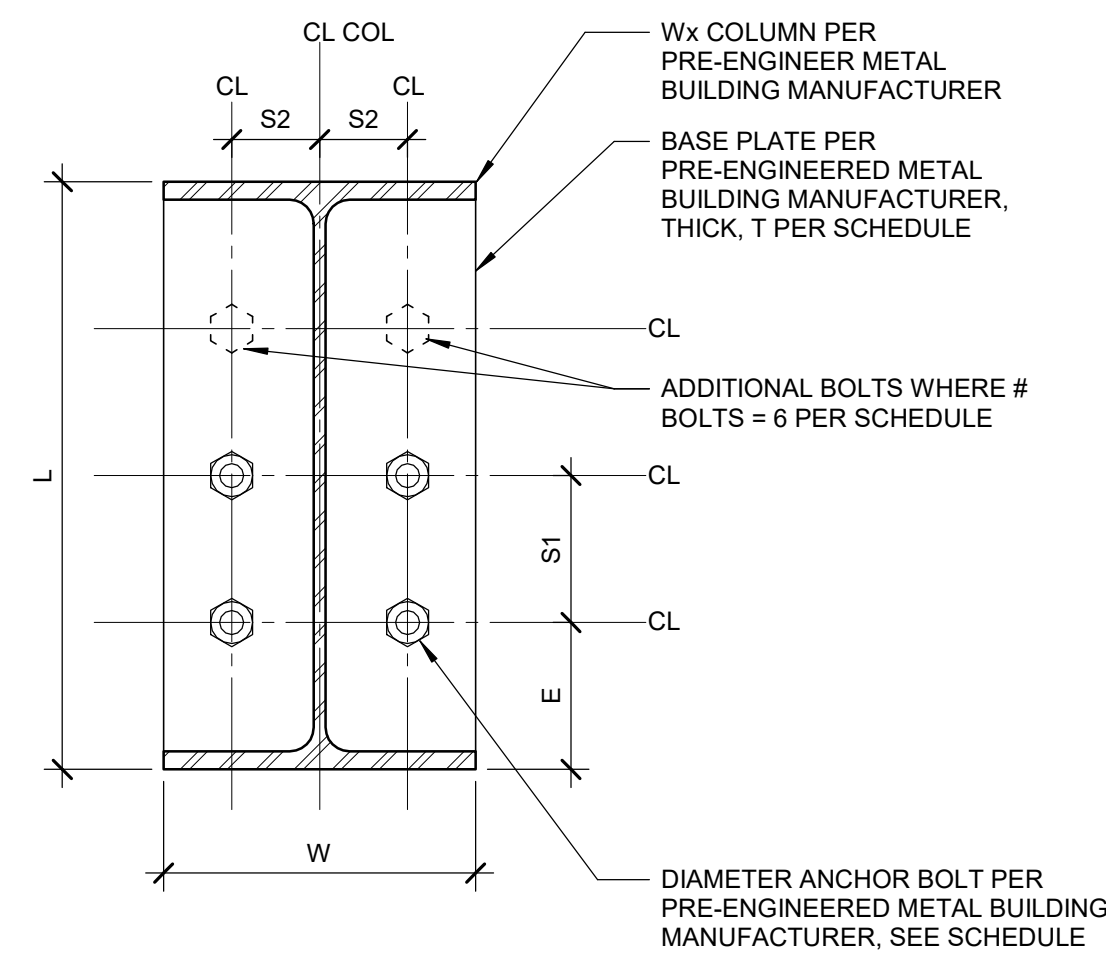 CL COL
CL
CL
S2
S2
Wx COLUMN PER
PRE-ENGINEER METAL
BUILDING MANUFACTURER
BASE PLATE PER
PRE-ENGINEERED METAL
BUILDING MANUFACTURER,
THICK, T PER SCHEDULE
CL
ADDITIONAL BOLTS WHERE #
BOLTS = 6 PER SCHEDULE
L
CL
S1
CL
E
W
DIAMETER ANCHOR BOLT PER
PRE-ENGINEERED METAL BUILDING
MANUFACTURER, SEE SCHEDULE